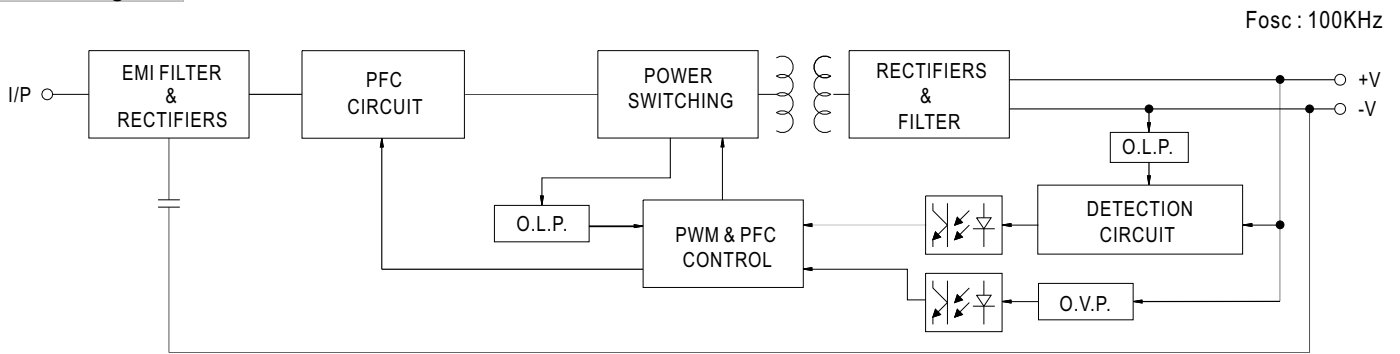 Fosc : 100KHz
I/P
EMI FILTER
&
RECTIFIERS
PFC
CIRCUIT
POWER
SWITCHING
RECTIFIERS
&
FILTER
+V
-V
O.L.P.
O.L.P.
PWM & PFC
CONTROL
DETECTION
CIRCUIT
O.V.P.